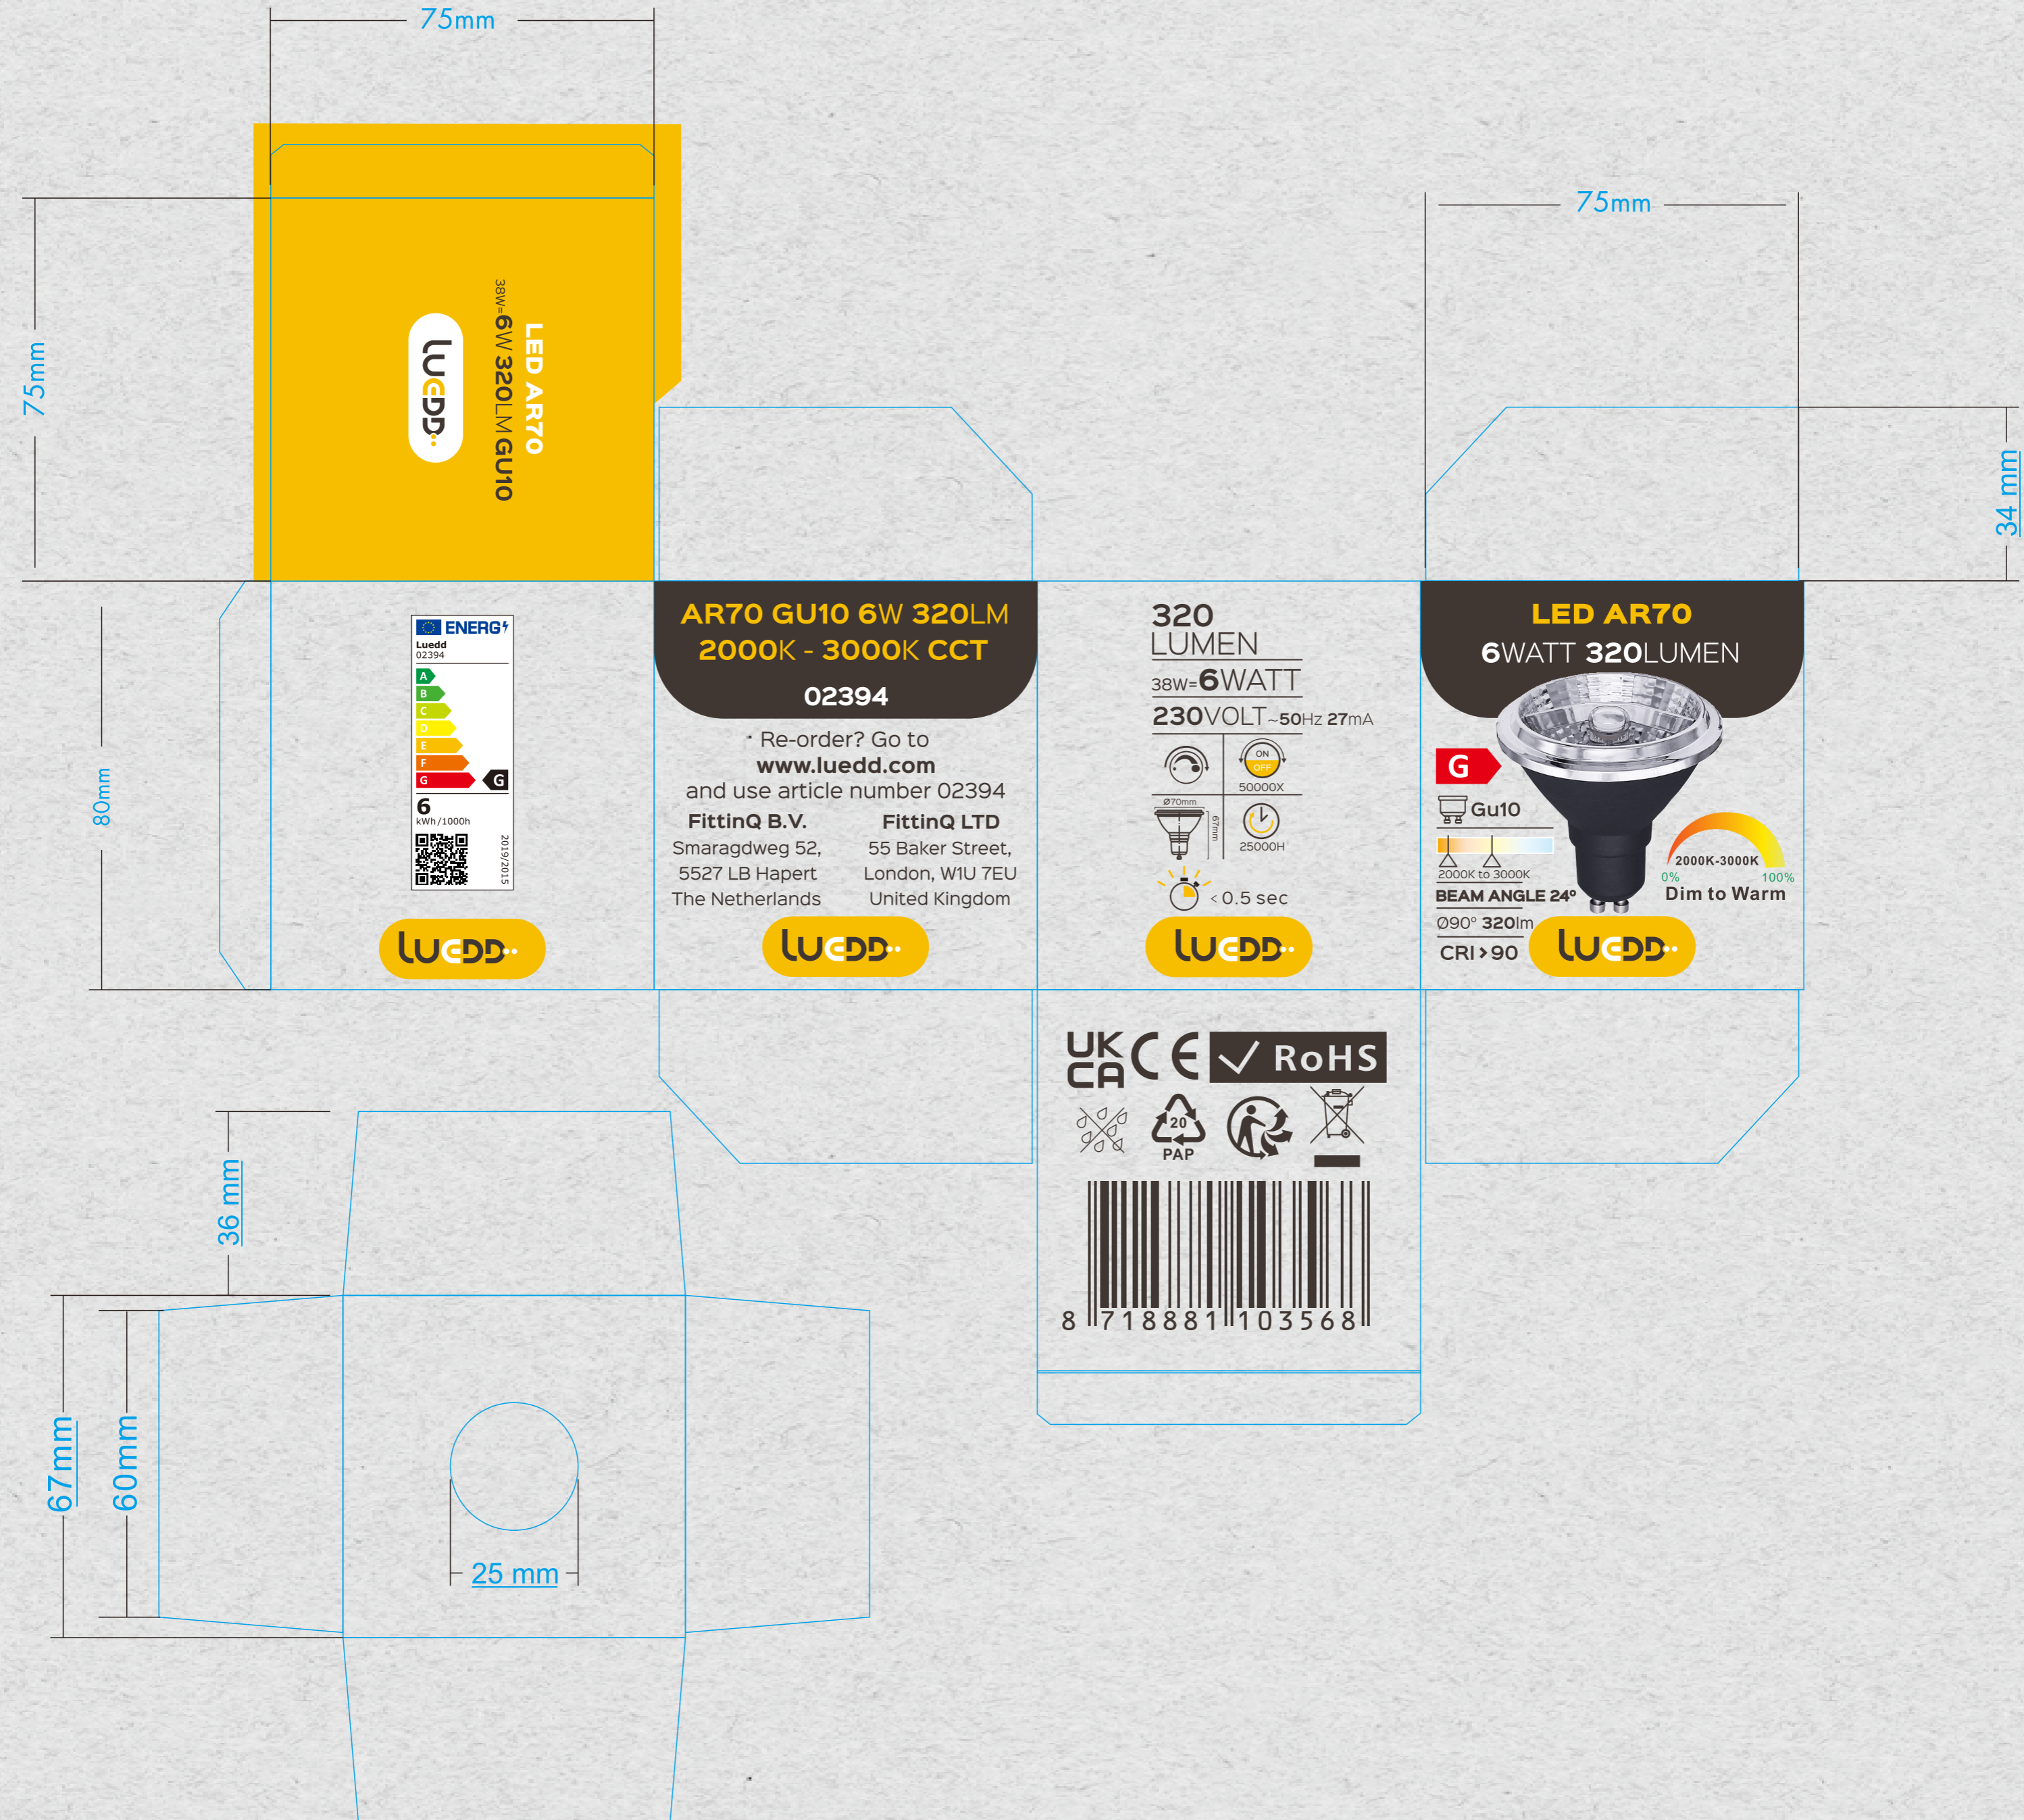 75mm
75mm
75mm
34 mm
LUEDD
38W=6W 320LM GU10
LED AR70
80mm
ENERG
Luedd
02394
A
B
C
D
E
F
G
G
6
kWh/1000h
2019/2015
LUEDD
AR70 GU10 6W 320LM
2000K - 3000K CCT
02394
Re-order? Go to
www.luedd.com
and use article number 02394
FittinQ B.V.
Smaragdweg 52,
5527 LB Hapert
The Netherlands
FittinQ LTD
55 Baker Street,
London, W1U 7EU
United Kingdom
LUEDD
320
LUMEN
38W=6WATT
230VOLT~50Hz 27mA
ON
OFF
50000X
Ø70mm
67mm
25000H
< 0.5 sec
LUEDD
LED AR70
6WATT 320LUMEN
G
Gu10
2000K to 3000K
BEAM ANGLE 24°
Ø90° 320lm
CRI>90
2000K-3000K
0% 100%
Dim to Warm
LUEDD
UK
CA CE RoHS
20
PAP
8 718881 103568
36 mm
67mm
60mm
25 mm